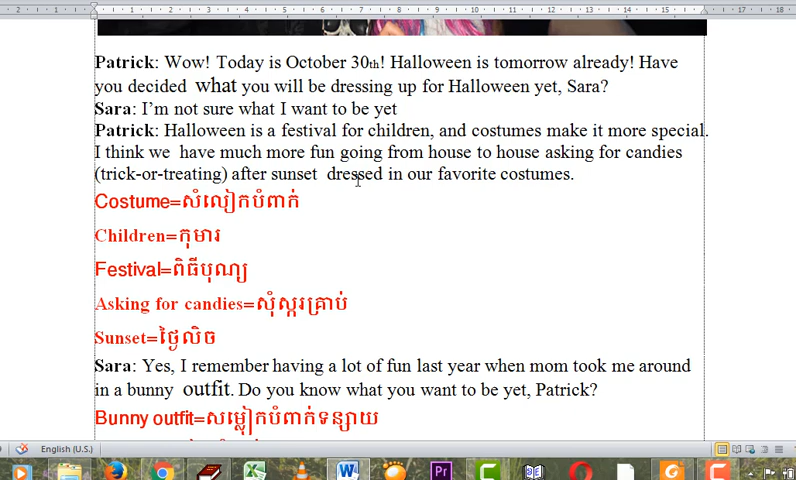 Patrick: Wow! Today is October 30th! Halloween is tomorrow already! Have
you decided what you will be dressing up for Halloween yet, Sara?
Sara: I'm not sure what I want to be yet
Patrick: Halloween is a festival for children, and costumes make it more special.
I think we have much more fun going from house to house asking for candies
(trick-or-treating) after sunset dressed in our favorite costumes.
Costume=សំលៀកបំពាក់
Children=កុមារ
Festival=ពិធីបុណ្យ
Asking for candies=សុំស្ករគ្រាប់
Sunset=ថ្ងៃលិច
Sara: Yes, I remember having a lot of fun last year when mom took me around
in a bunny outfit. Do you know what you want to be yet, Patrick?
Bunny outfit=សម្លៀកបំពាក់ទន្សាយ
English (U.S.)